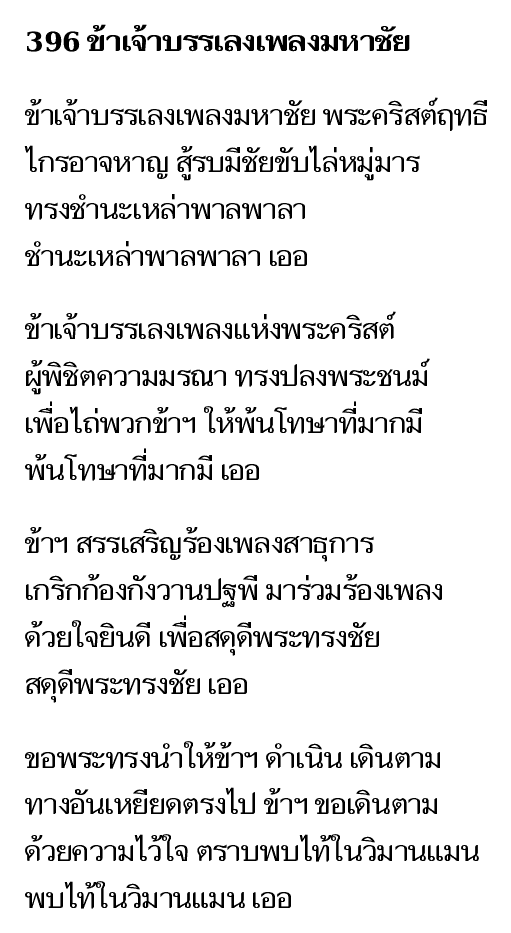 396 ข้าเจ้าบรรเลงเพลงมหาชัย
ข้าเจ้าบรรเลงเพลงมหาชัย พระคริสต์ฤทธี
ไกรอาจหาญ สู้รบมีชัยขับไล่หมู่มาร
ทรงชำนะเหล่าพาลพาลา
ชำนะเหล่าพาลพาลา เออ
ข้าเจ้าบรรเลงเพลงแห่งพระคริสต์
ผู้พิชิตความมรณา ทรงปลงพระชนม์
เพื่อไถ่พวกข้าฯ ให้พ้นโทษาที่มากมี
พ้นโทษาที่มากมี เออ
ข้าฯ สรรเสริญร้องเพลงสาธุการ
เกริกก้องกังวานปฐพี มาร่วมร้องเพลง
ด้วยใจยินดี เพื่อสดุดีพระทรงชัย
สดุดีพระทรงชัย เออ
ขอพระทรงนำให้ข้าฯ ดำเนิน เดินตาม
ทางอันเหยียดตรงไป ข้าฯ ขอเดินตาม
ด้วยความไว้ใจ ตราบพบไท้ในวิมานแมน
พบไท้ในวิมานแมน เออ